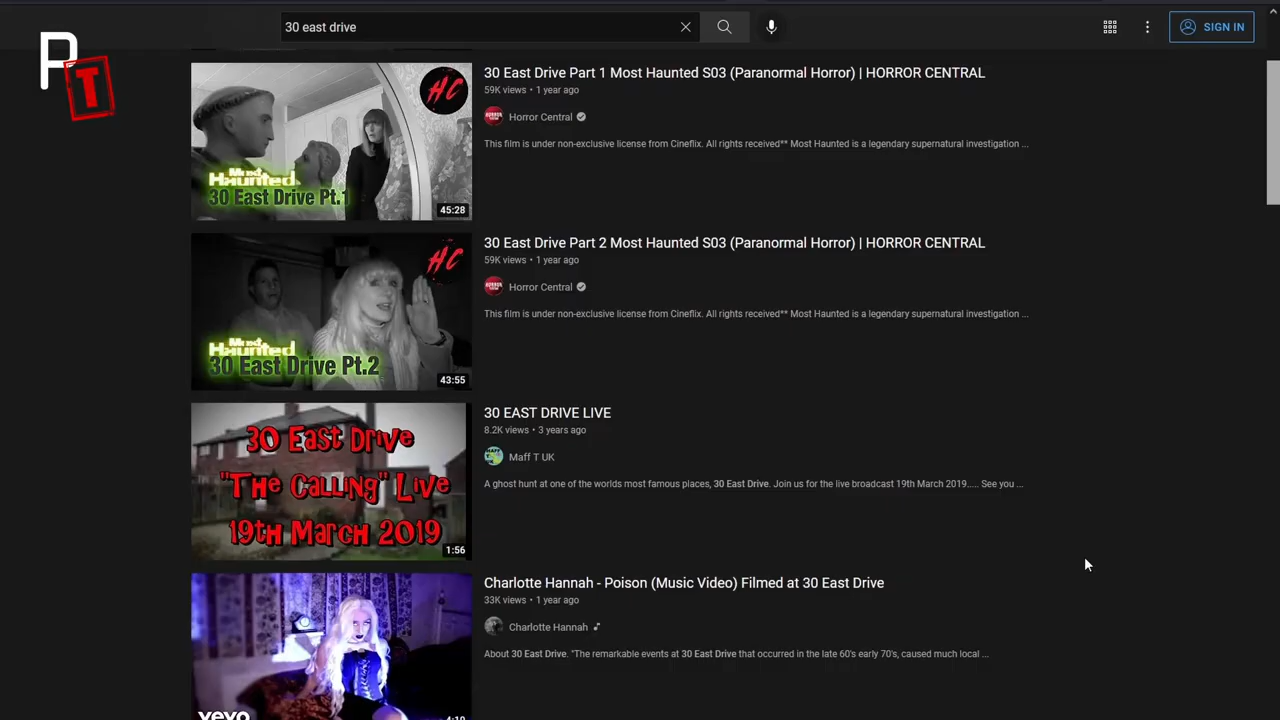 PT
30 east drive
SIGN IN
HC
Most
Haunted
30 East Drive Pt.1
45:28
30 East Drive Part 1 Most Haunted S03 (Paranormal Horror) | HORROR CENTRAL
59K views • 1 year ago
Horror Central
This film is under non-exclusive license from Cineflix. All rights received** Most Haunted is a legendary supernatural investigation ...
HC
Most
Haunted
30 East Drive Pt.2
43:55
30 East Drive Part 2 Most Haunted S03 (Paranormal Horror) | HORROR CENTRAL
59K views • 1 year ago
Horror Central
This film is under non-exclusive license from Cineflix. All rights received** Most Haunted is a legendary supernatural investigation ...
30 East Drive
"The Calling" Live
19th March 2019
1:56
30 EAST DRIVE LIVE
8.2K views • 3 years ago
Maff T UK
A ghost hunt at one of the worlds most famous places, 30 East Drive. Join us for the live broadcast 19th March 2019..... See you ...
vevo
4:19
Charlotte Hannah - Poison (Music Video) Filmed at 30 East Drive
33K views • 1 year ago
Charlotte Hannah
About 30 East Drive. "The remarkable events at 30 East Drive that occurred in the late 60's early 70's, caused much local ...